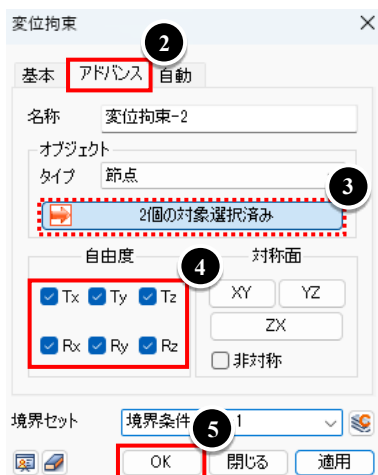 変位拘束
2
基本 アドバンス 自動
名称 変位拘束-2
オブジェクト
タイプ 節点
3
2個の対象選択済み
自由度 4 対称面
Tx Ty Tz XY YZ
ZX
Rx Ry Rz 非対称
境界セット 境界条件 1
5
OK 閉じる 適用